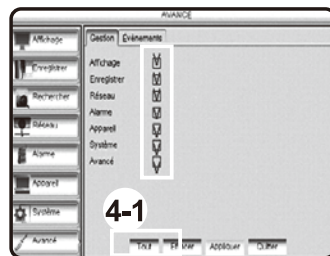 AVANCÉ
Affichage
Enregistrer
Rechercher
Réseau
Alarme
Appareil
Système
Avancé
Gestion Événements
Affichage
Enregistrer
Réseau
Alarme
Appareil
Système
Avancé
4-1
Tout Appliquer Quitter